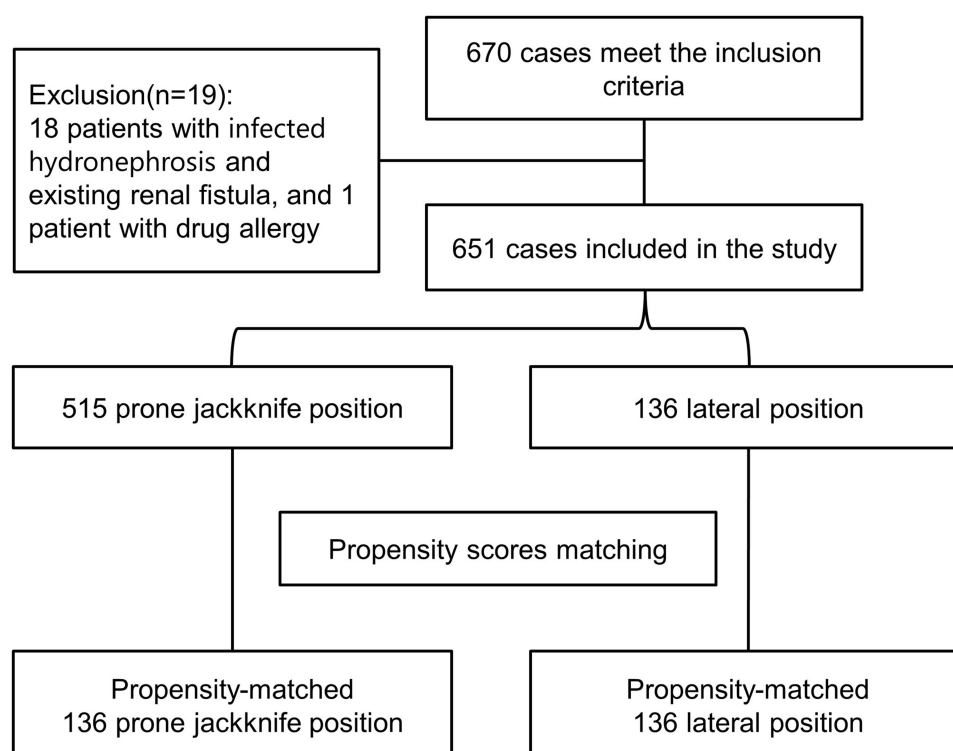 670 cases meet the inclusion
criteria
Exclusion(n=19):
18 patients with infected
hydronephrosis and
existing renal fistula, and 1
patient with drug allergy
651 cases included in the study
515 prone jackknife position
136 lateral position
Propensity scores matching
Propensity-matched
136 prone jackknife position
Propensity-matched
136 lateral position